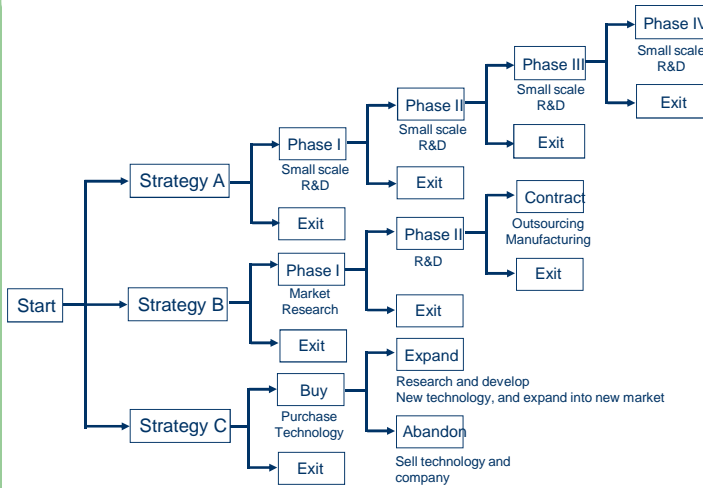 Phase IV
Small scale
R&D
Exit
Phase III
Small scale
R&D
Exit
Phase II
Small scale
R&D
Exit
Phase I
Small scale
R&D
Exit
Strategy A
Contract
Outsourcing
Manufacturing
Exit
Phase II
R&D
Exit
Phase I
Market
Research
Exit
Start
Strategy B
Expand
Research and develop
New technology, and expand into new market
Buy
Purchase
Technology
Strategy C
Abandon
Sell technology and
company
Exit